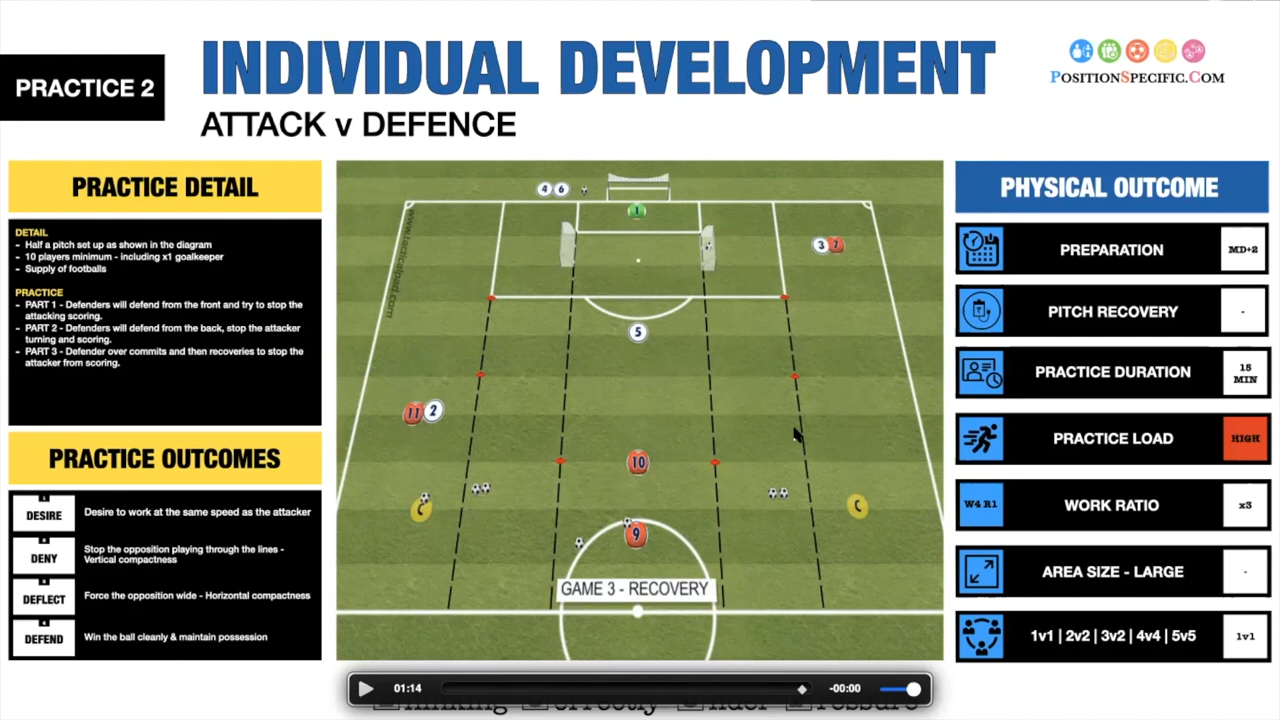 PRACTICE 2
INDIVIDUAL DEVELOPMENT
ATTACK v DEFENCE
POSITIONSPECIFIC.COM
PRACTICE DETAIL
DETAIL
- Half a pitch set up as shown in the diagram
- 10 players minimum - including x1 goalkeeper
- Supply of footballs
PRACTICE
- PART 1 - Defenders will defend from the front and try to stop the
attacking scoring.
- PART 2 - Defenders will defend from the back, stop the attacker
turning and scoring.
- PART 3 - Defender over commits and then recoveries to stop the
attacker from scoring.
PRACTICE OUTCOMES
DESIRE
Desire to work at the same speed as the attacker
DENY
Stop the opposition playing through the lines -
Vertical compactness
DEFLECT
Force the opposition wide - Horizontal compactness
DEFEND
Win the ball cleanly & maintain possession
4 6
1
www.tacticalpad.com
3 7
5
11 2
10
C
C
9
GAME 3 - RECOVERY
PHYSICAL OUTCOME
PREPARATION
MD+2
PITCH RECOVERY
-
PRACTICE DURATION
15
MIN
PRACTICE LOAD
HIGH
W4 R1
WORK RATIO
x3
AREA SIZE - LARGE
-
1v1 | 2v2 | 3v2 | 4v4 | 5v5
1v1
01:14
-00:00